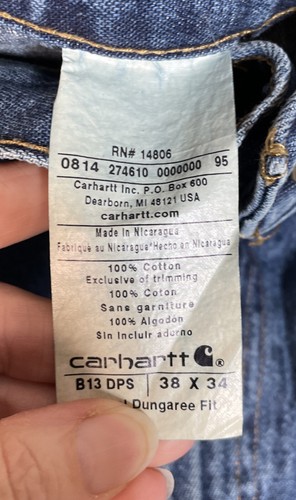 RN# 14806
0814 274610 0000000 95
Carhartt Inc. P.O. Box 600
Dearborn, MI 48121 USA
carhartt.com
Made in Nicaragua
Fabriqué au Nicaragua*Hecho en Nicaragua
100% Cotton
Exclusive of trimming
100% Coton
Sans garniture
100% Algodón
Sin Incluir adorno
carhartt ®
B13 DPS 38 X 34
Dungaree Fit